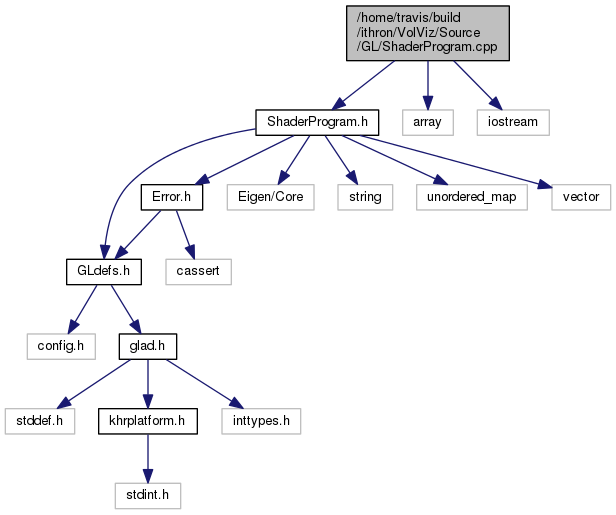 /home/travis/build
/ithron/VolViz/Source
/GL/ShaderProgram.cpp
ShaderProgram.h
array
iostream
Error.h
Eigen/Core
string
unordered_map
vector
GLdefs.h
cassert
config.h
glad.h
stddef.h
khrplatform.h
inttypes.h
stdint.h